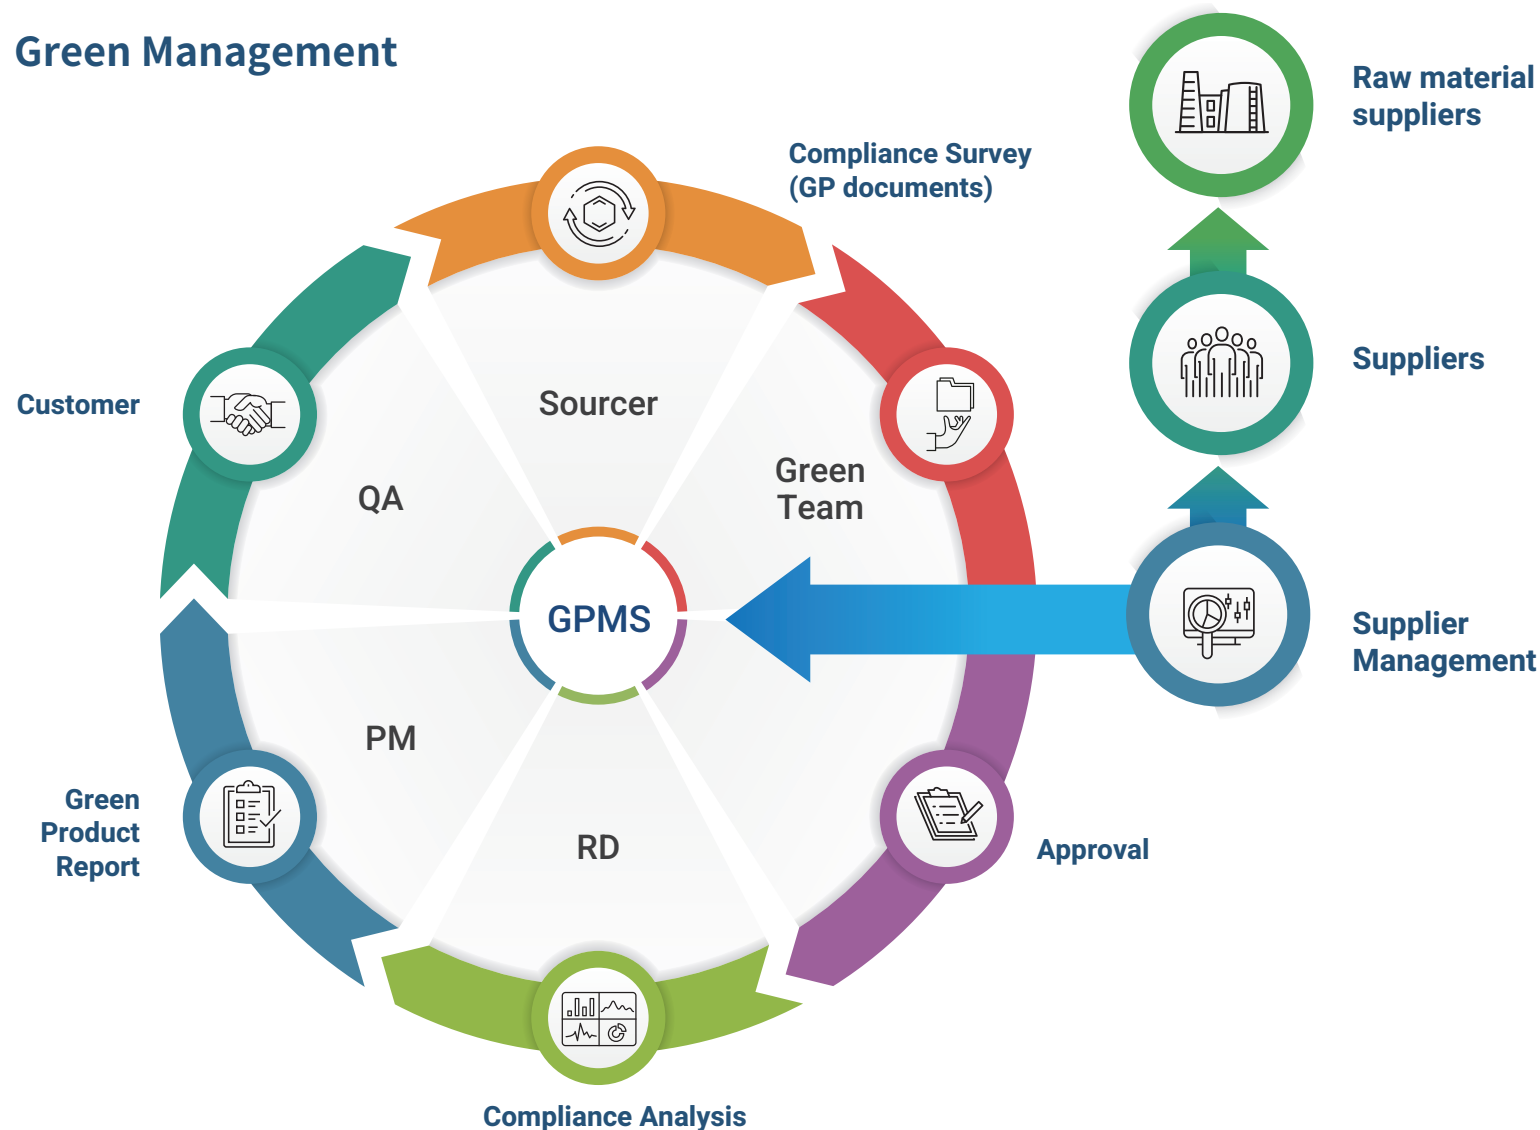 Green Management
Raw material
suppliers
Compliance Survey
(GP documents)
Suppliers
Customer
Sourcer
Green
Team
QA
GPMS
Supplier
Management
PM
Green
Product
Report
RD
Approval
Compliance Analysis